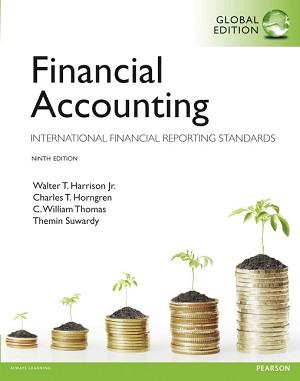 GLOBAL
EDITION
Financial
Accounting
INTERNATIONAL FINANCIAL REPORTING STANDARDS
NINTH EDITION
Walter T. Harrison Jr.
Charles T. Horngren
C. William Thomas
Themin Suwardy
ALWAYS LEARNING
PEARSON